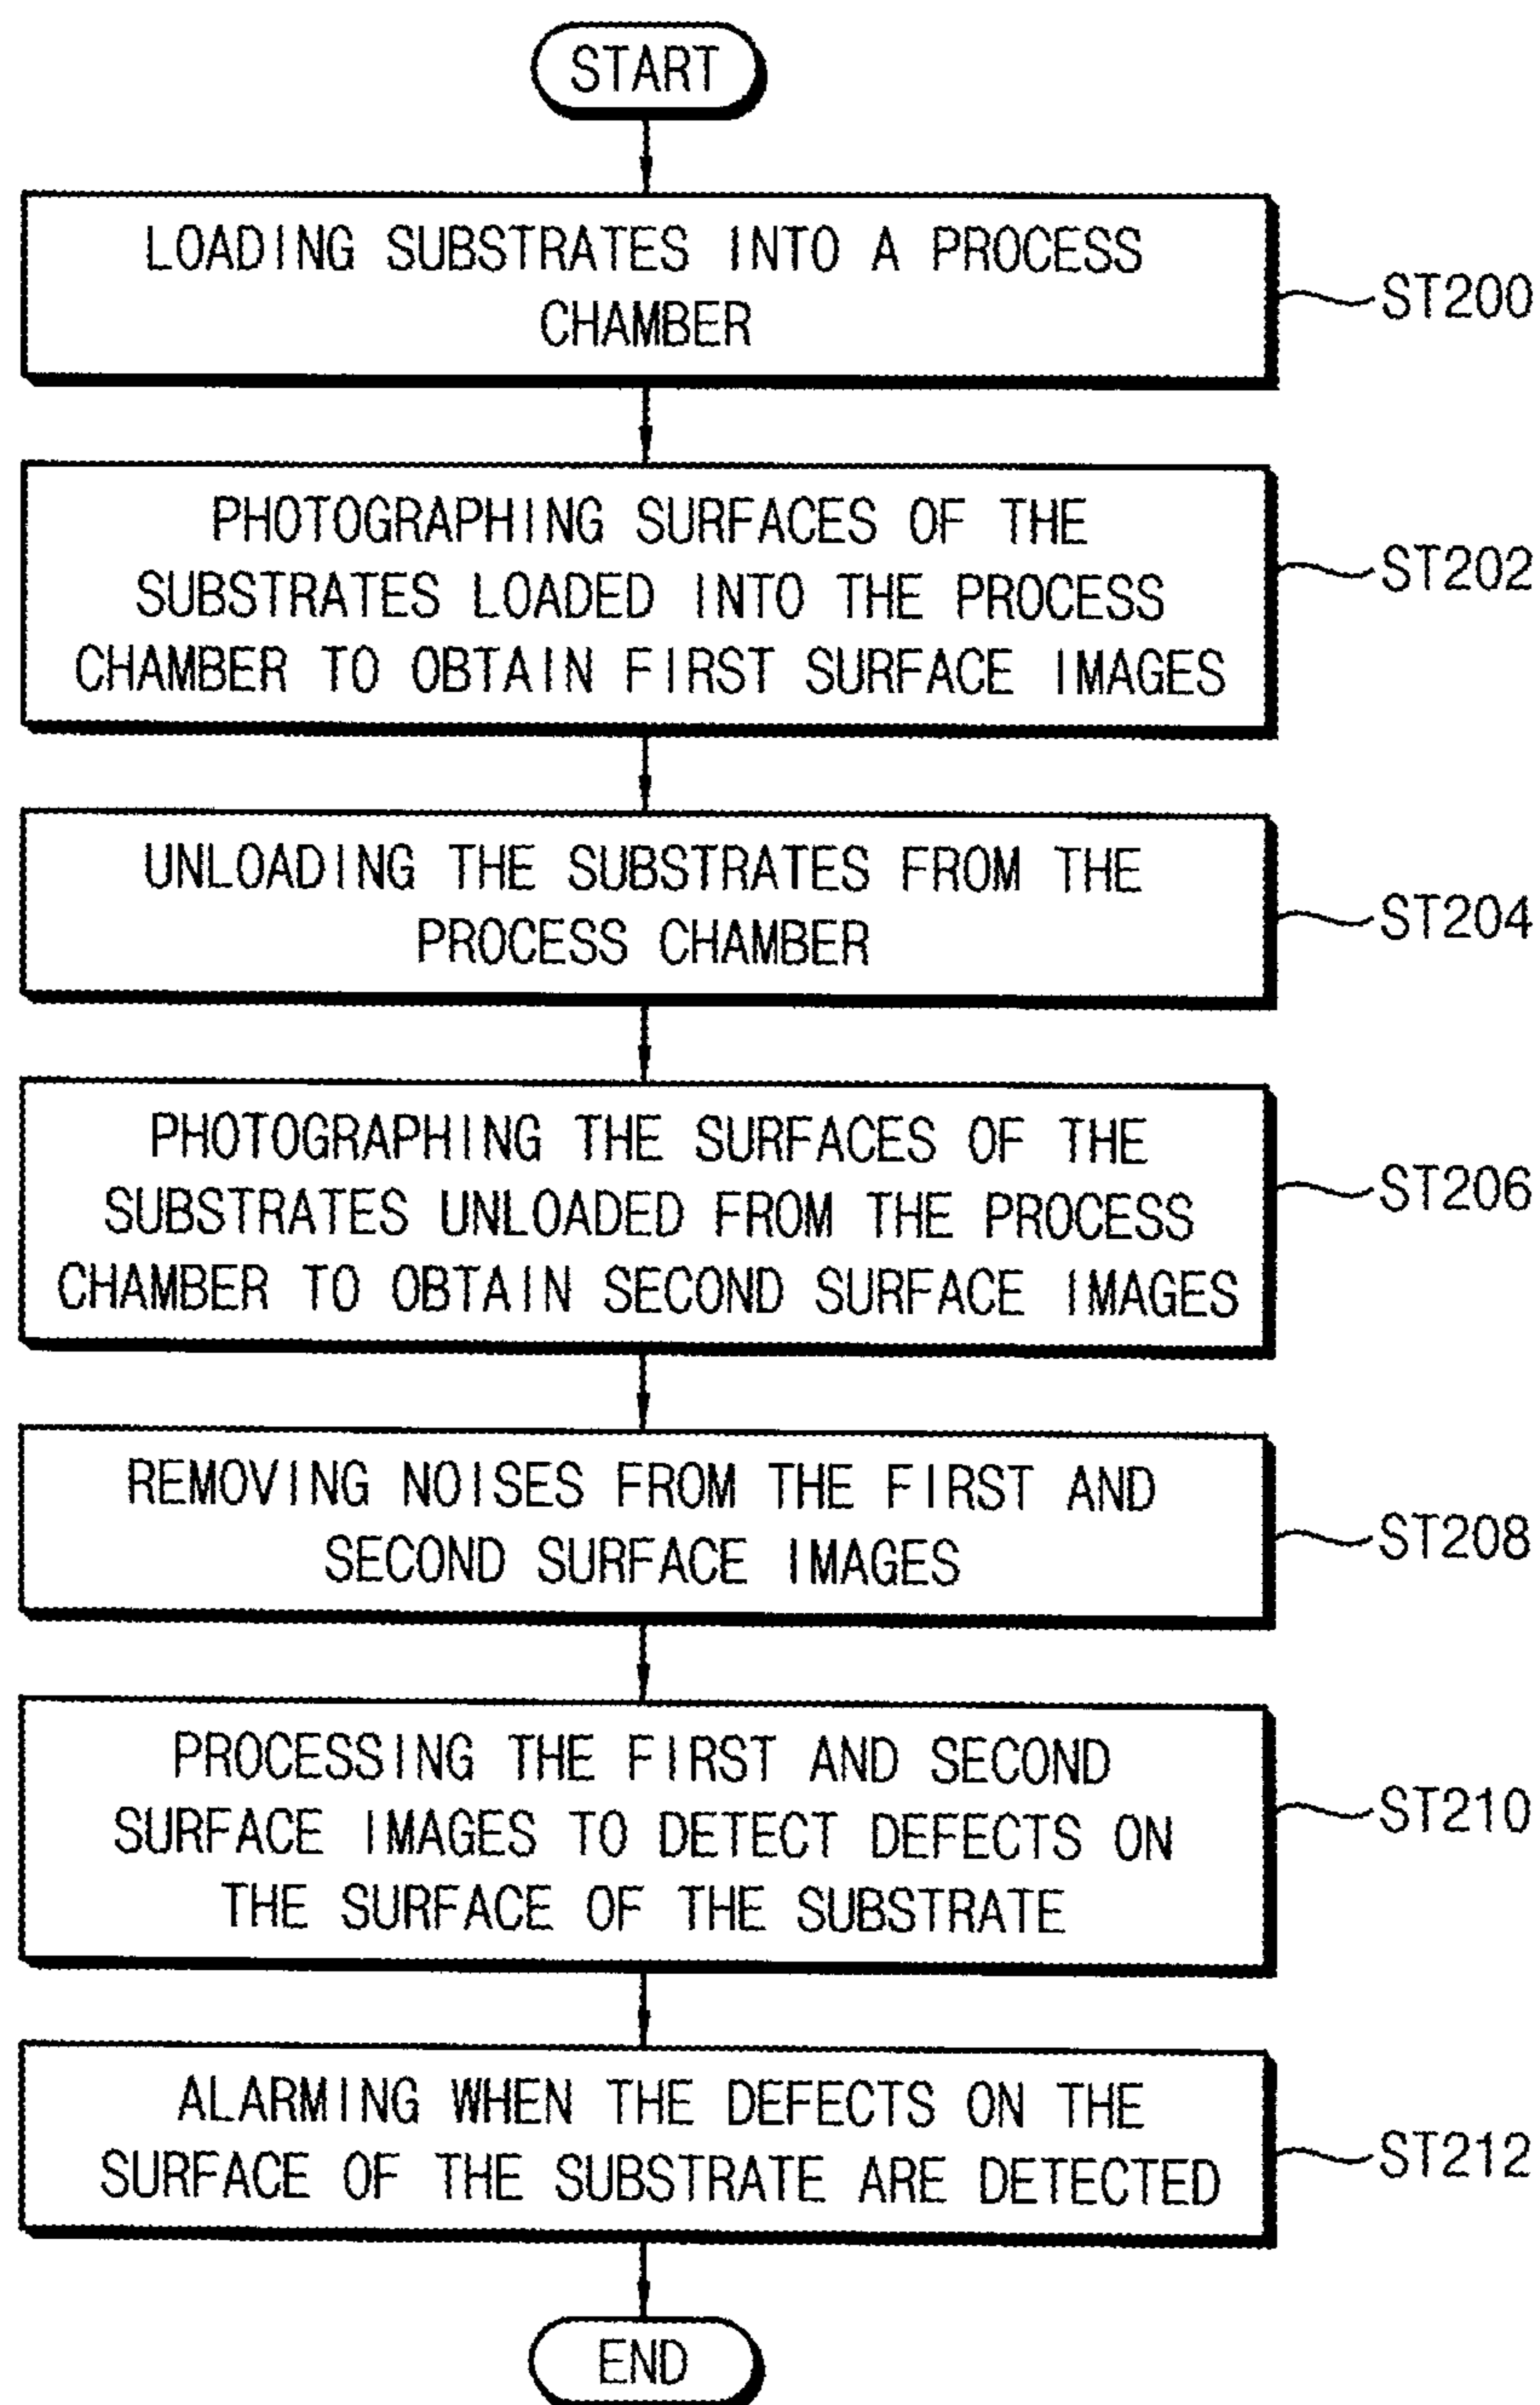 START
LOADING SUBSTRATES INTO A PROCESS
CHAMBER
ST200
PHOTOGRAPHING SURFACES OF THE
SUBSTRATES LOADED INTO THE PROCESS
CHAMBER TO OBTAIN FIRST SURFACE IMAGES
ST202
UNLOADING THE SUBSTRATES FROM THE
PROCESS CHAMBER
ST204
PHOTOGRAPHING THE SURFACES OF THE
SUBSTRATES UNLOADED FROM THE PROCESS
CHAMBER TO OBTAIN SECOND SURFACE IMAGES
ST206
REMOVING NOISES FROM THE FIRST AND
SECOND SURFACE IMAGES
ST208
PROCESSING THE FIRST AND SECOND
SURFACE IMAGES TO DETECT DEFECTS ON
THE SURFACE OF THE SUBSTRATE
ST210
ALARMING WHEN THE DEFECTS ON THE
SURFACE OF THE SUBSTRATE ARE DETECTED
ST212
END